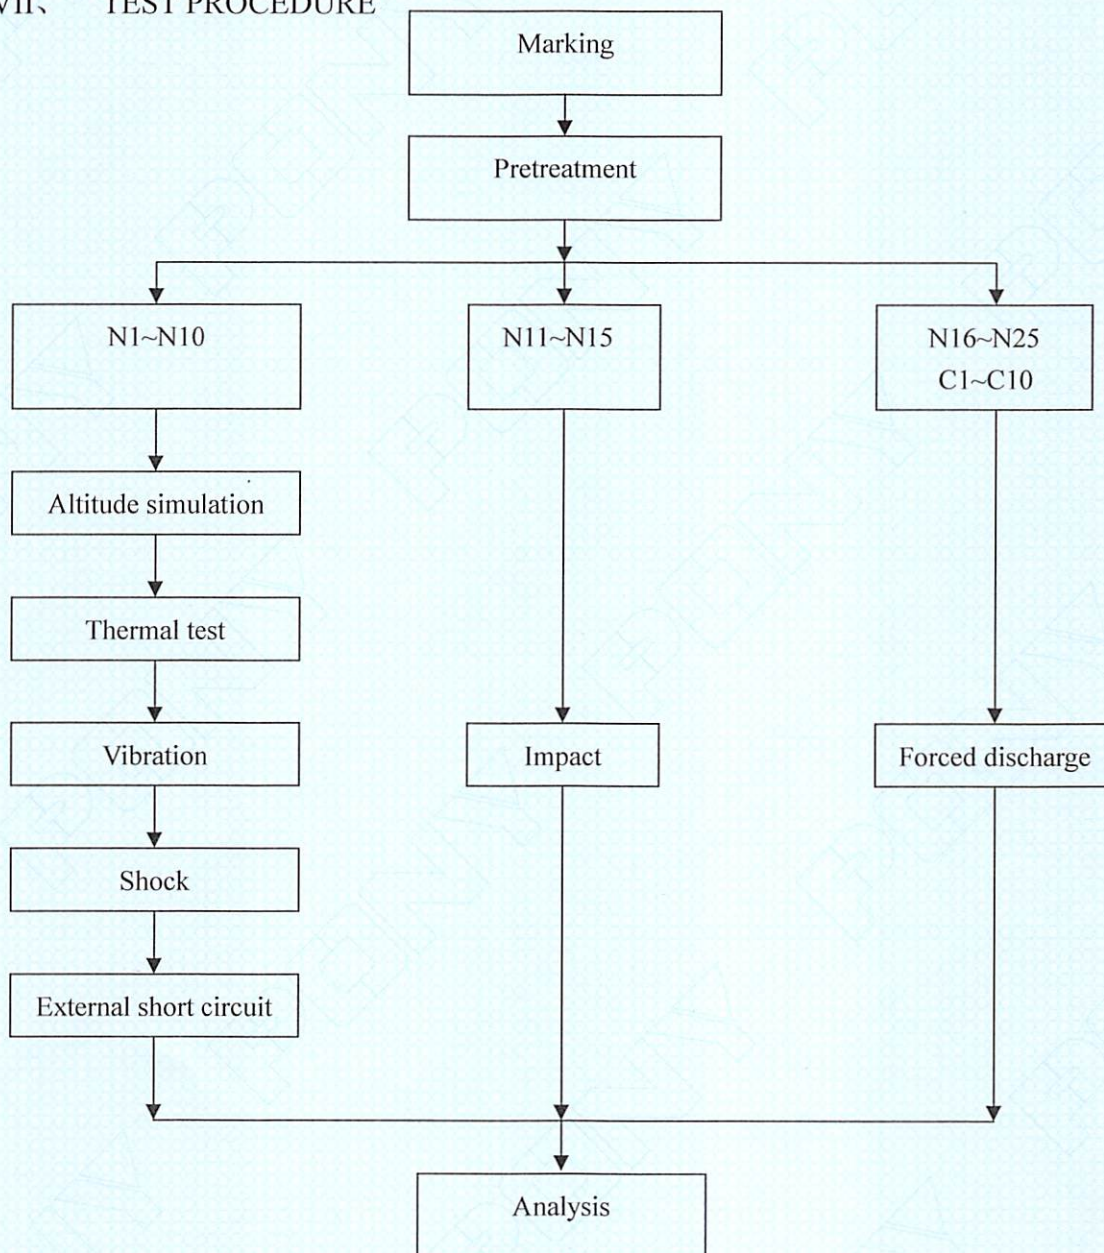 VII、 TEST PROCEDURE
Marking
Pretreatment
N1~N10
N11~N15
N16~N25
C1~C10
Altitude simulation
Thermal test
Vibration
Impact
Forced discharge
Shock
External short circuit
Analysis